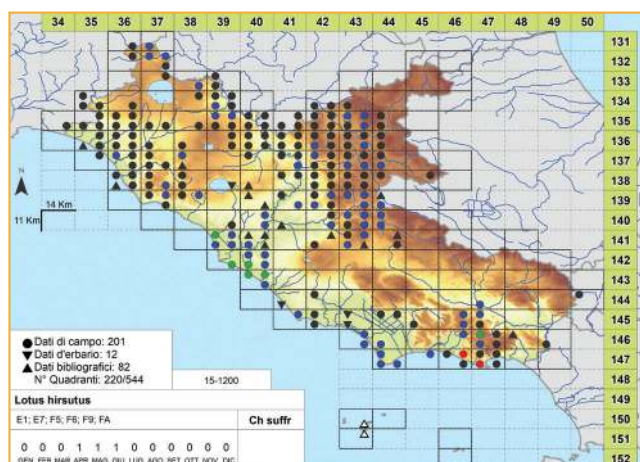 34 35 36 37 38 39 40 41 42 43 44 45 46 47 48 49 50
131
132
133
134
135
136
137
138
139
140
141
142
143
144
145
146
147
148
149
150
151
152
N
14 Km
11 Km
● Dati di campo: 201
▼ Dati d'erbario: 12
▲ Dati bibliografici: 82
N° Quadranti: 220/544
15-1200
Lotus hirsutus
E1; E7; F5; F6; F9; FA
Ch suffr
0 0 0 1 1 1 0 0 0 0 0 0
GEN FEB MAR APR MAG GIU LUG AGO SET OTT NOV DIC